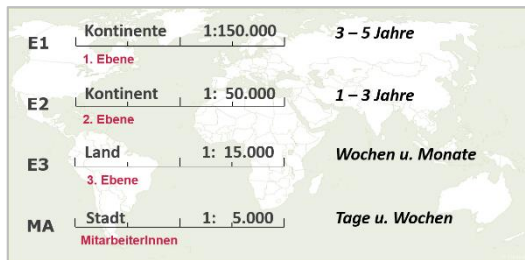 E1 Kontinente 1:150.000 3 – 5 Jahre
1. Ebene
E2 Kontinent 1: 50.000 1 – 3 Jahre
2. Ebene
E3 Land 1: 15.000 Wochen u. Monate
3. Ebene
MA Stadt 1: 5.000 Tage u. Wochen
MitarbeiterInnen